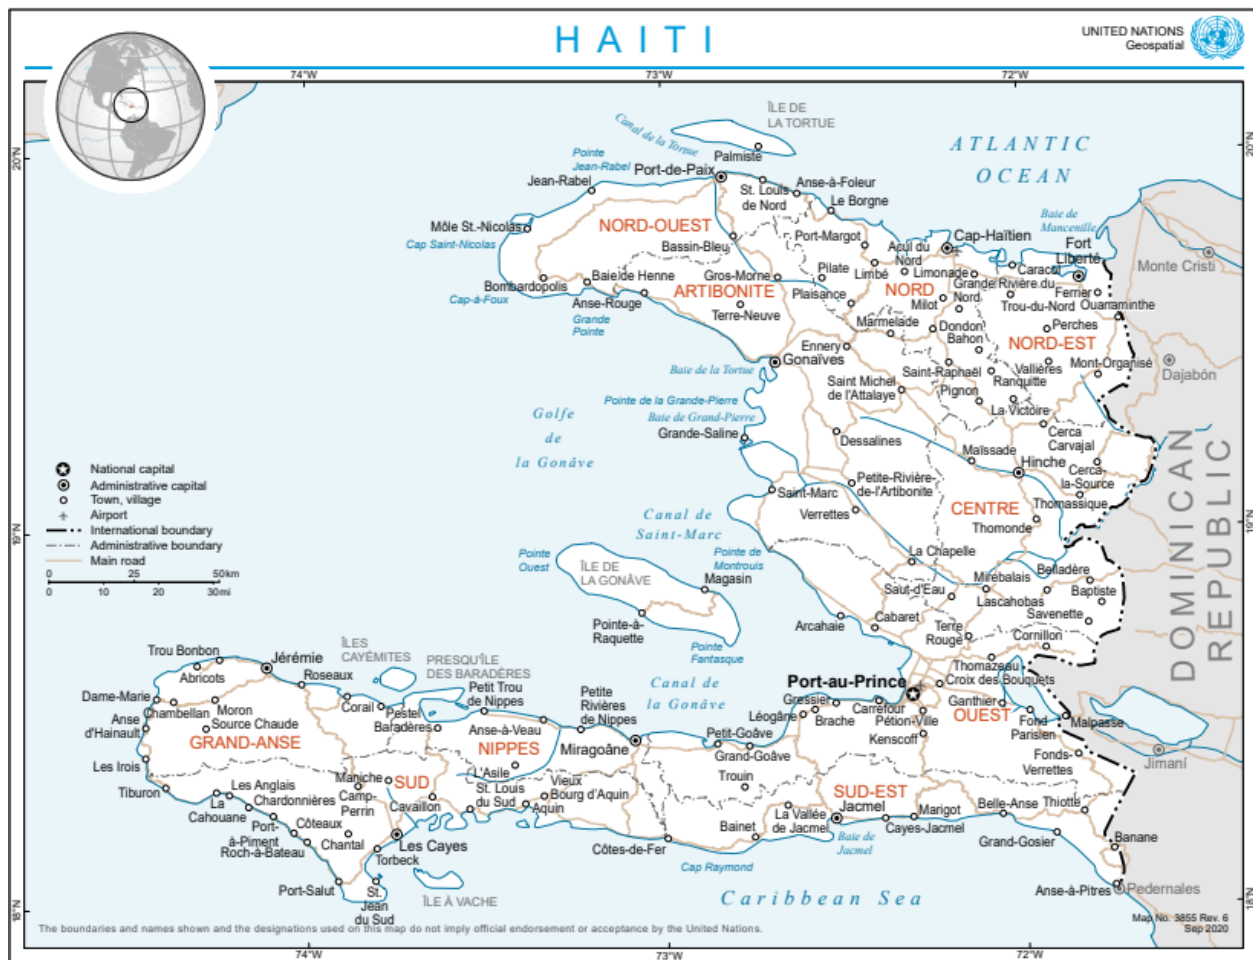 HAITI
UNITED NATIONS
Geospatial
74°W
73°W
72°W
20°N
20°N
ÎLE DE
LA TORTUE
Canal de la Tortue
Palmiste
ATLANTIC
OCEAN
Pointe
Jean-Rabel
Jean-Rabel
Port-de-Paix
St. Louis
de Nord
Anse-à-Foleur
Le Borgne
Baie de
Mancenille
Môle St.-Nicolas
Cap Saint-Nicolas
NORD-OUEST
Bassin-Bleu
Port-Margot
Acul du
Nord
Cap-Haïtien
Fort
Liberté
Monte Cristi
Bombardopolis
Baie de Henne
Gros-Morne
Pilate
Limbé
Limonade
Caracol
Cap-à-Foux
Anse-Rouge
ARTIBONITE
Plaisance
NORD
Milot
Grande Rivière du
Nord
Trou-du-Nord
Ferrier
Ouanaminthe
Grande
Pointe
Terre-Neuve
Marmelade
Dondon
Bahon
Perches
NORD-EST
Ennery
Gonaïves
Saint-Raphaël
Vallières
Mont-Organisé
Ranquitte
Dajabón
Baie de la Tortue
Saint Michel
de l'Attalaye
Pignon
La Victoire
Pointe de la Grande-Pierre
Baie de Grand-Pierre
Grande-Saline
Golfe
de
la Gonâve
Dessalines
Cerca
Carvajal
Maïssade
Hinche
Cerca-
la-Source
Thomassique
Saint-Marc
Petite-Rivière-
de-l'Artibonite
Verrettes
CENTRE
Thomonde
DOMINICAN
REPUBLIC
National capital
Administrative capital
Town, village
Airport
International boundary
Administrative boundary
Main road
0 25 50 km
0 10 20 30 mi
19°N
19°N
Canal de
Saint-Marc
Pointe
Ouest
ÎLE DE
LA GONÂVE
Magasin
Pointe de
Montrouis
La Chapelle
Mirebalais
Belladère
Saut-d'Eau
Lascahobas
Baptiste
Savenette
Pointe-à-
Raquette
Arcahaie
Cabaret
Terre
Rouge
Cornillon
Pointe
Fantasque
Thomazeau
Croix des Bouquets
Port-au-Prince
Canal de
la Gonâve
Trou Bonbon
Abricots
Jérémie
Roseaux
ÎLES
CAYÉMITES
PRESQU'ÎLE
DES BARADÈRES
Petit Trou
de Nippes
Petite
Rivières
de Nippes
Dame-Marie
Chambellan
Moron
Source Chaude
Corail
Pestel
Baradères
Anse-à-Veau
Miragoâne
Gressier
Léogâne
Brache
Carrefour
Pétion-Ville
Kenscoff
Ganthier
OUEST
Fond
Parisien
Malpasse
Anse
d'Hainault
GRAND-ANSE
NIPPES
Petit-Goâve
Grand-Goâve
Fonds-
Verrettes
Jimaní
Les Irois
L'Asile
Trouin
Tiburon
Les Anglais
Maniche
SUD
Camp-
Perrin
Cavaillon
St. Louis
du Sud
Vieux
Bourg d'Aquin
Aquin
SUD-EST
La
Cahouane
Chardonnières
Port-
à-Piment
Côteaux
Roch-à-Bateau
Chantal
Les Cayes
Torbeck
La Vallée
de Jacmel
Jacmel
Marigot
Cayes-Jacmel
Belle-Anse
Thiotte
Bainet
Baie de
Jacmel
Grand-Gosier
Banane
Côtes-de-Fer
Cap Raymond
Port-Salut
St.
Jean
du Sud
ÎLE À VACHE
Caribbean Sea
Anse-à-Pitres
Pedernales
18°N
18°N
Map No. 3855 Rev. 6
Sep 2020
The boundaries and names shown and the designations used on this map do not imply official endorsement or acceptance by the United Nations.
74°W
73°W
72°W